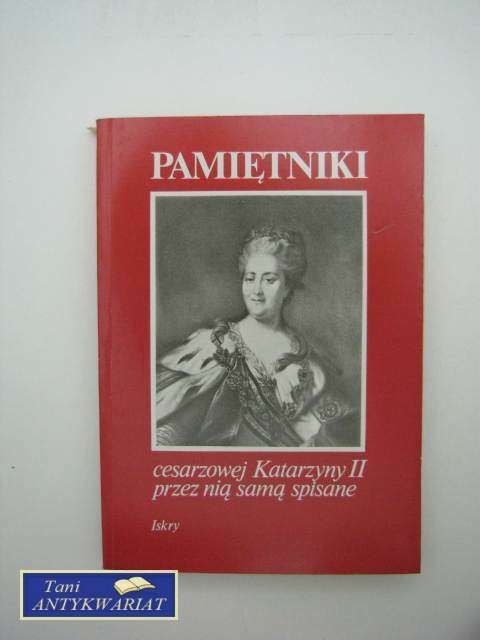 PAMIĘTNIKI
cesarzowej Katarzyny II
przez nią samą spisane
Iskry
Tani
ANTYKWARIAT